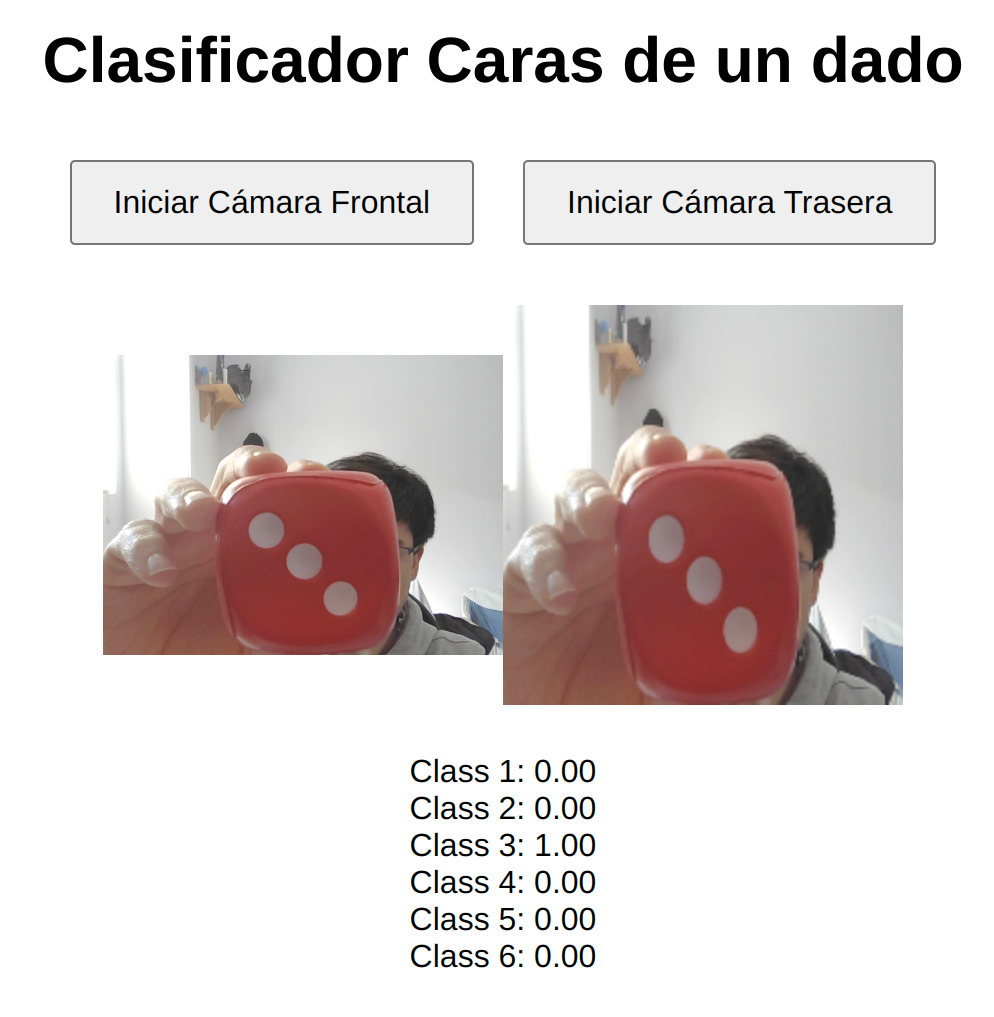 Clasificador Caras de un dado
Iniciar Cámara Frontal
Iniciar Cámara Trasera
Class 1: 0.00
Class 2: 0.00
Class 3: 1.00
Class 4: 0.00
Class 5: 0.00
Class 6: 0.00